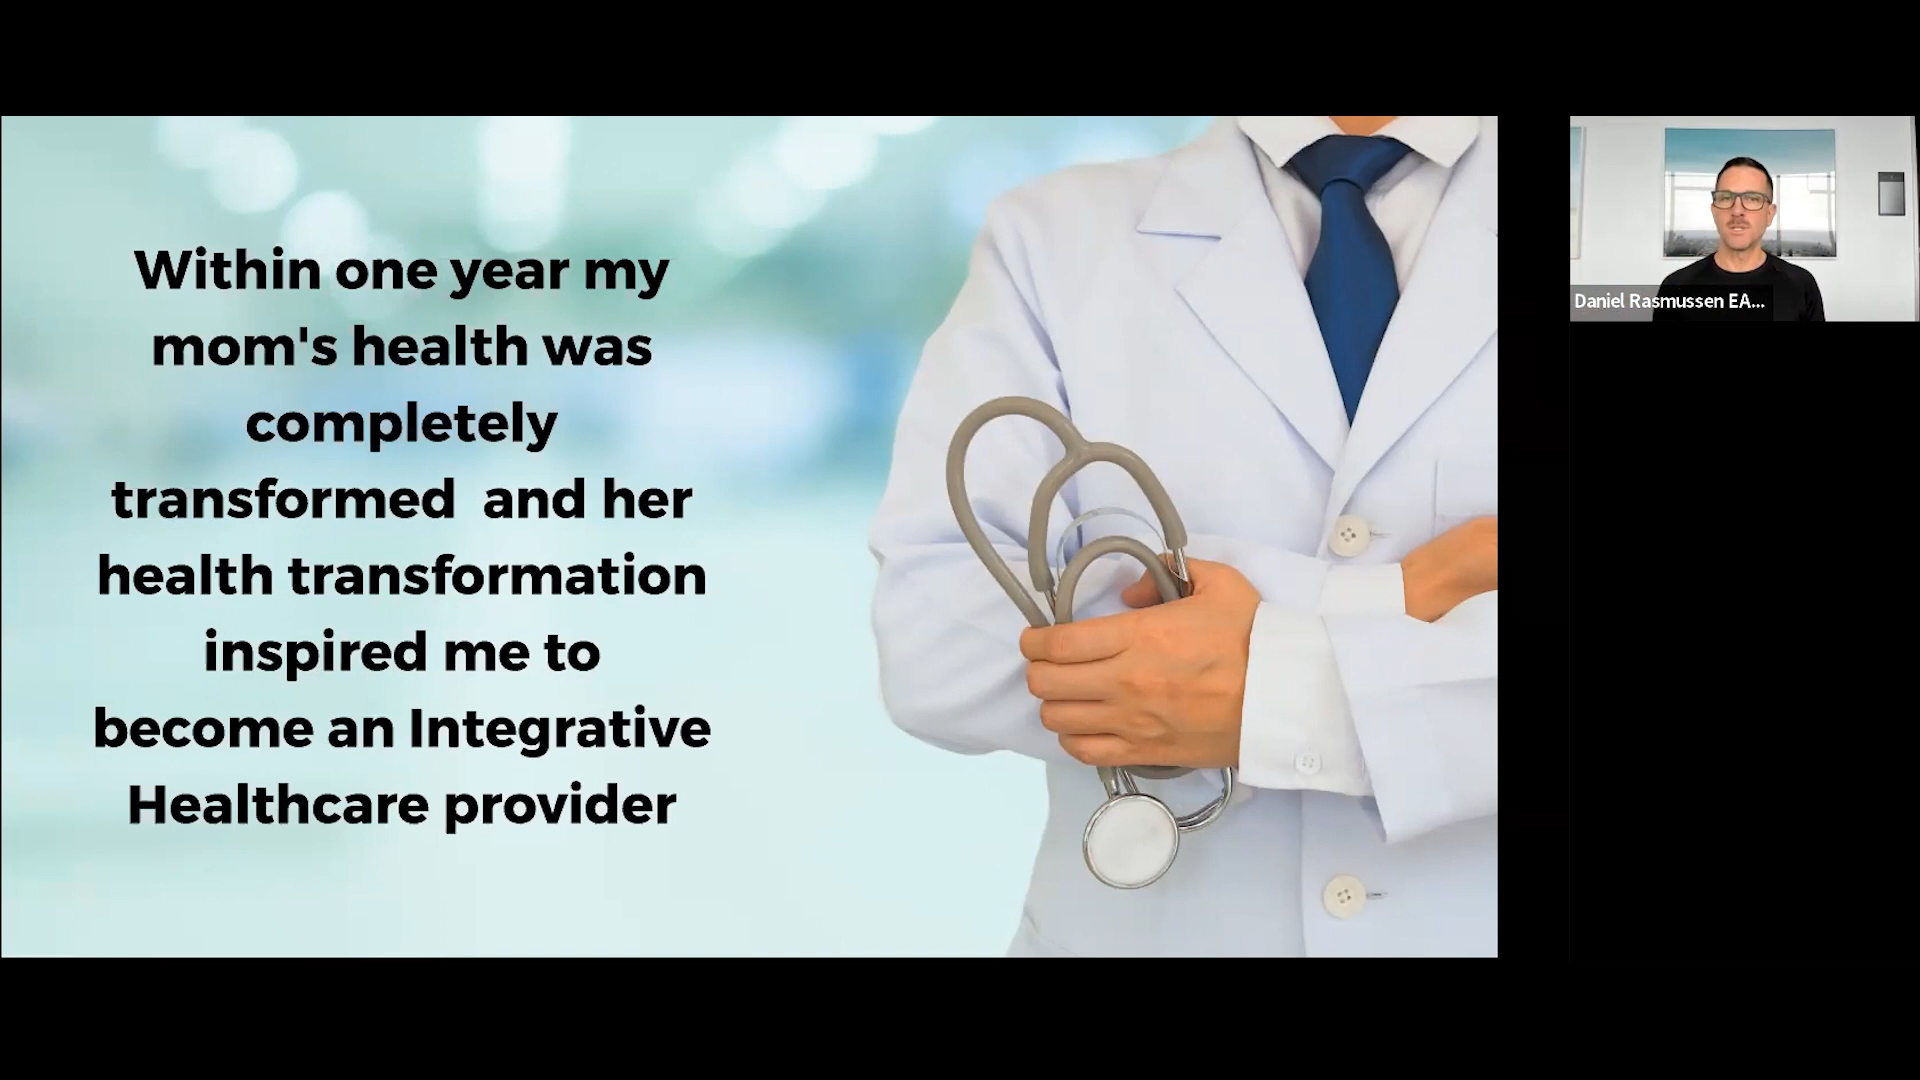 Within one year my
mom's health was
completely
transformed  and her
health transformation
inspired me to
become an Integrative
Healthcare provider
Daniel Rasmussen EA...